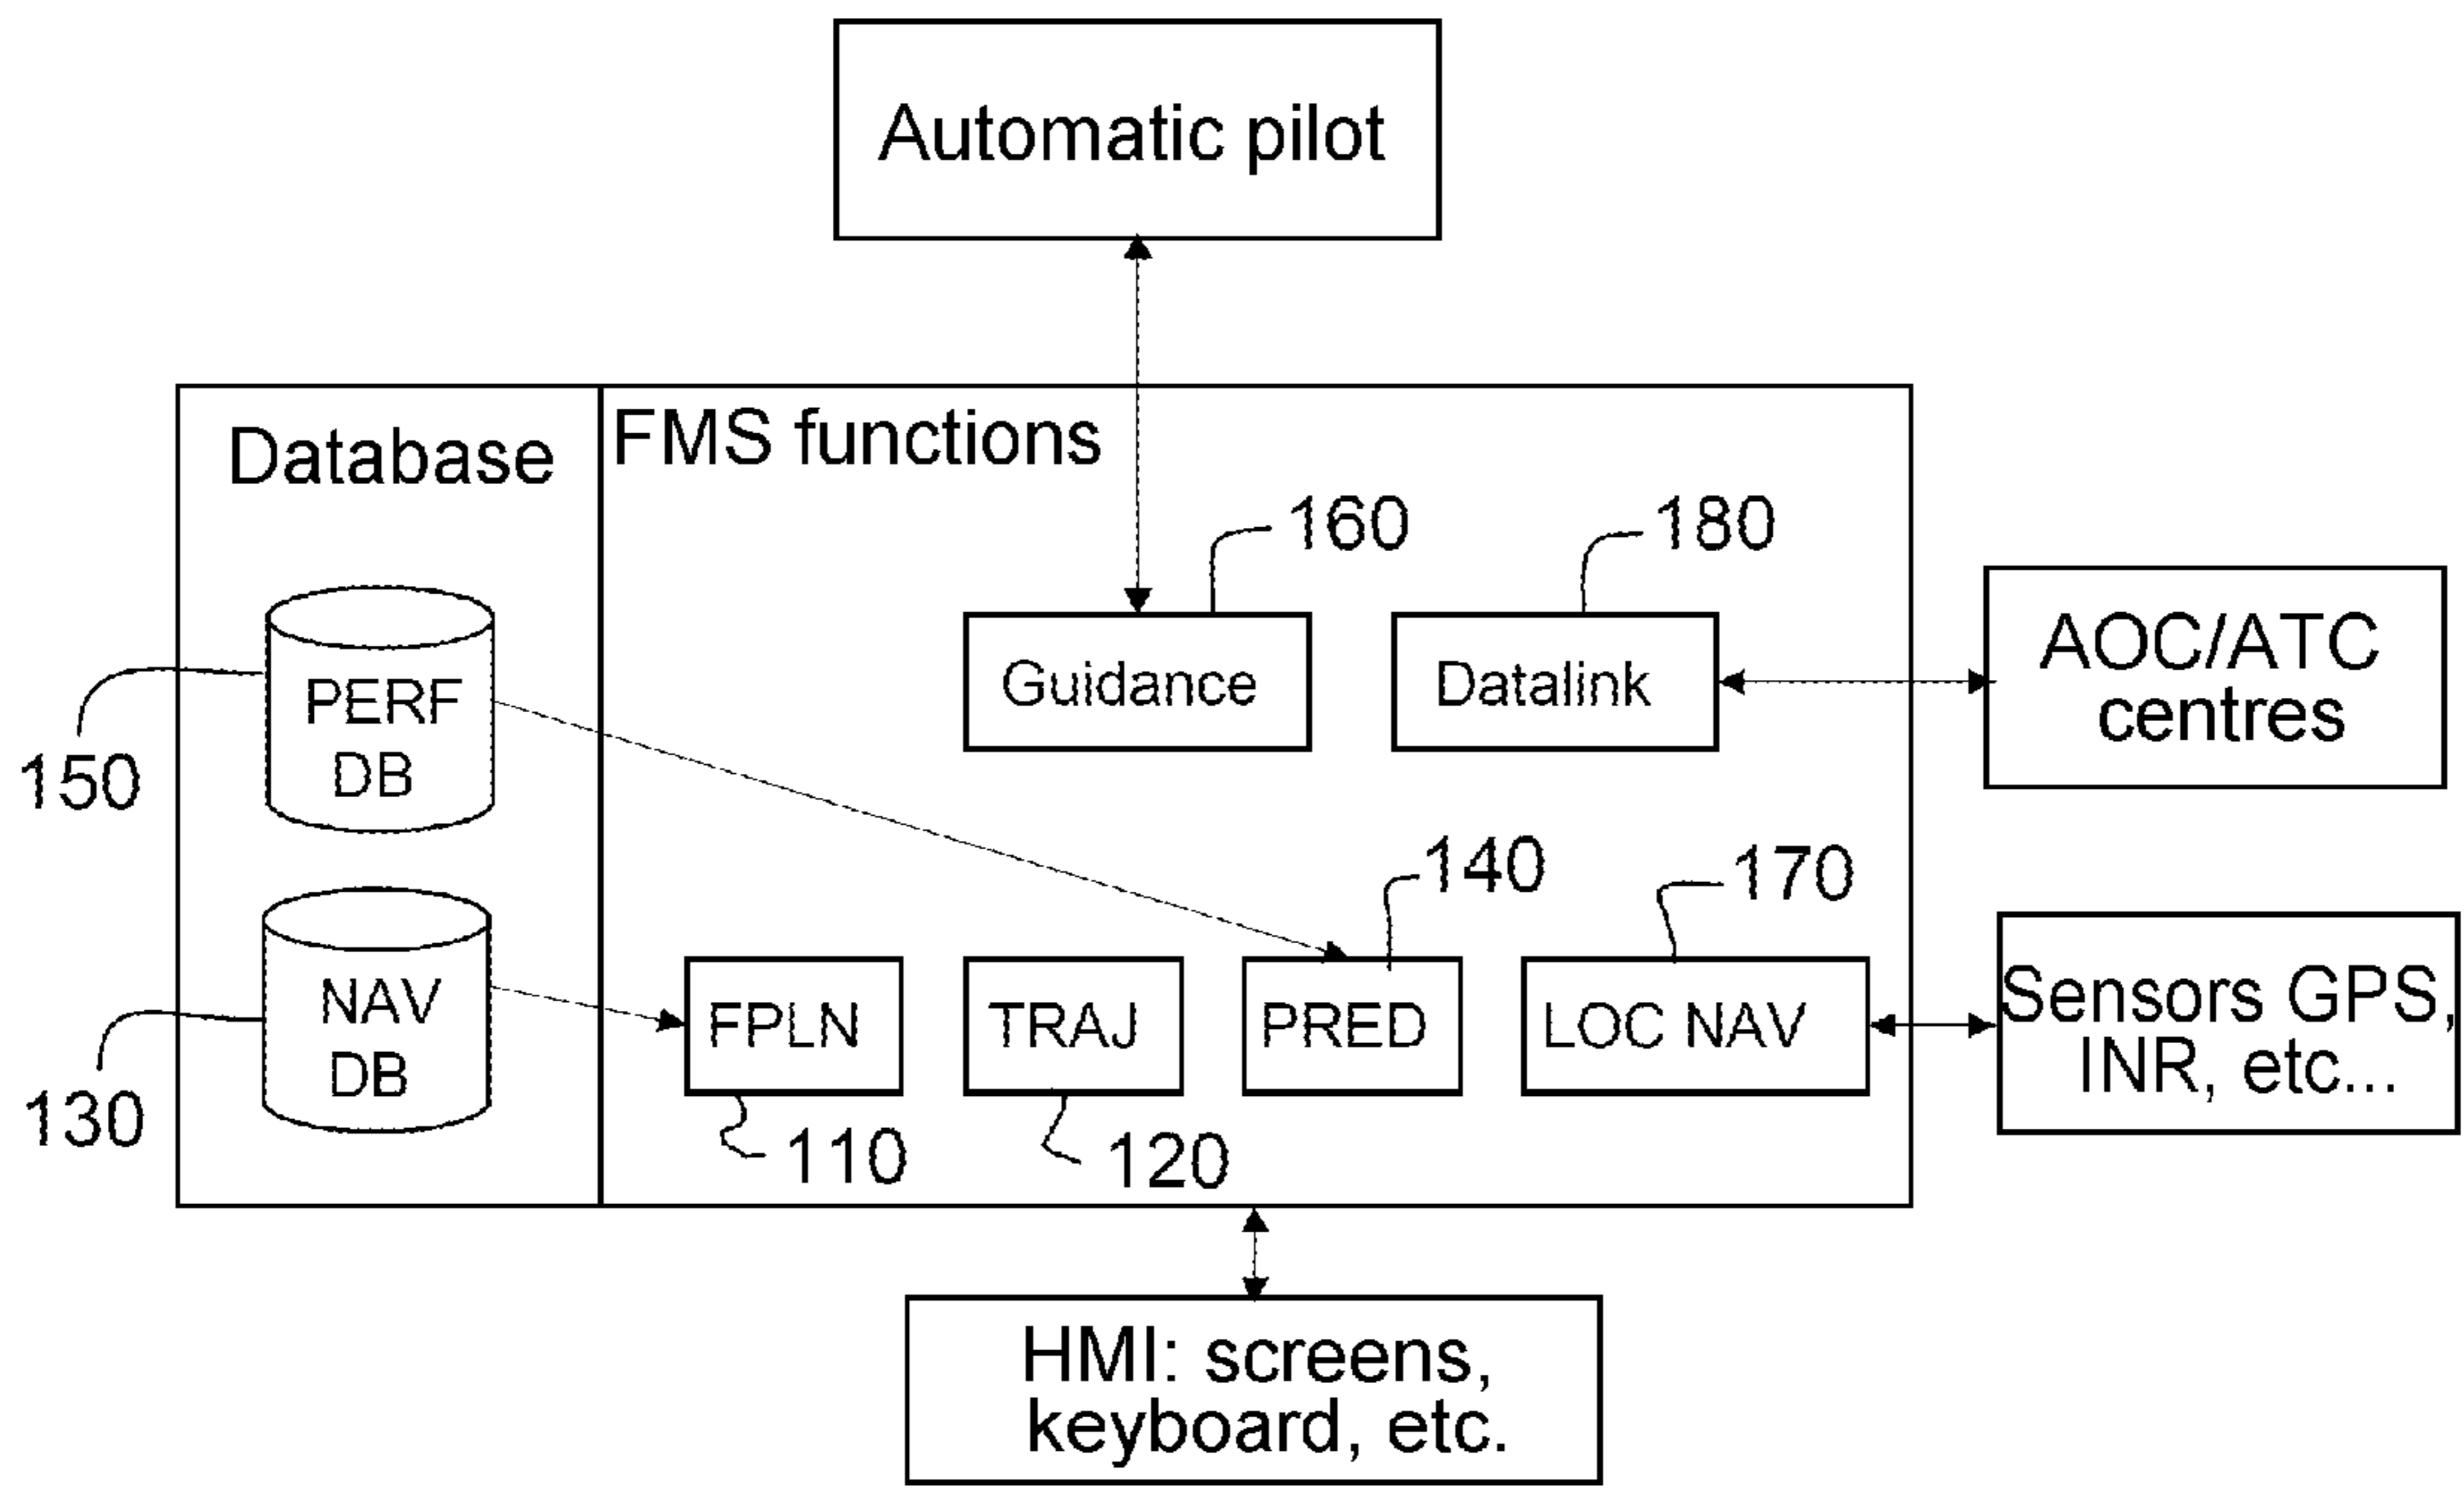 Automatic pilot
Database
FMS functions
160
180
Guidance
Datalink
AOC/ATC
centres
PERF
DB
150
140
170
NAV
DB
130
FPLN
TRAJ
PRED
LOC NAV
Sensors GPS,
INR, etc...
110
120
HMI: screens,
keyboard, etc.